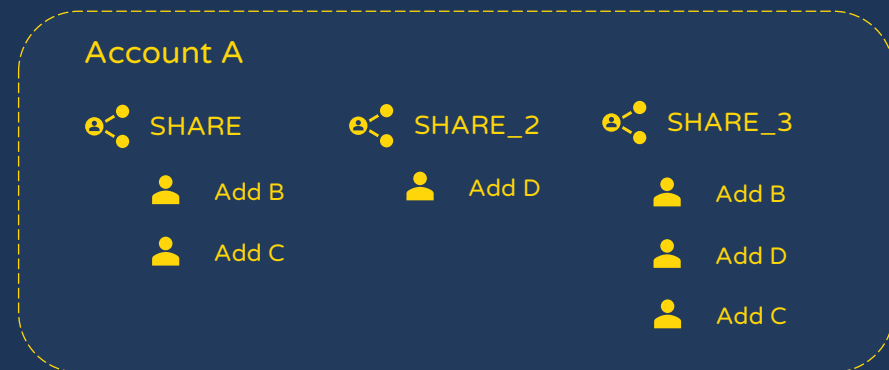 Account A
SHARE
Add B
Add C
SHARE_2
Add D
SHARE_3
Add B
Add D
Add C